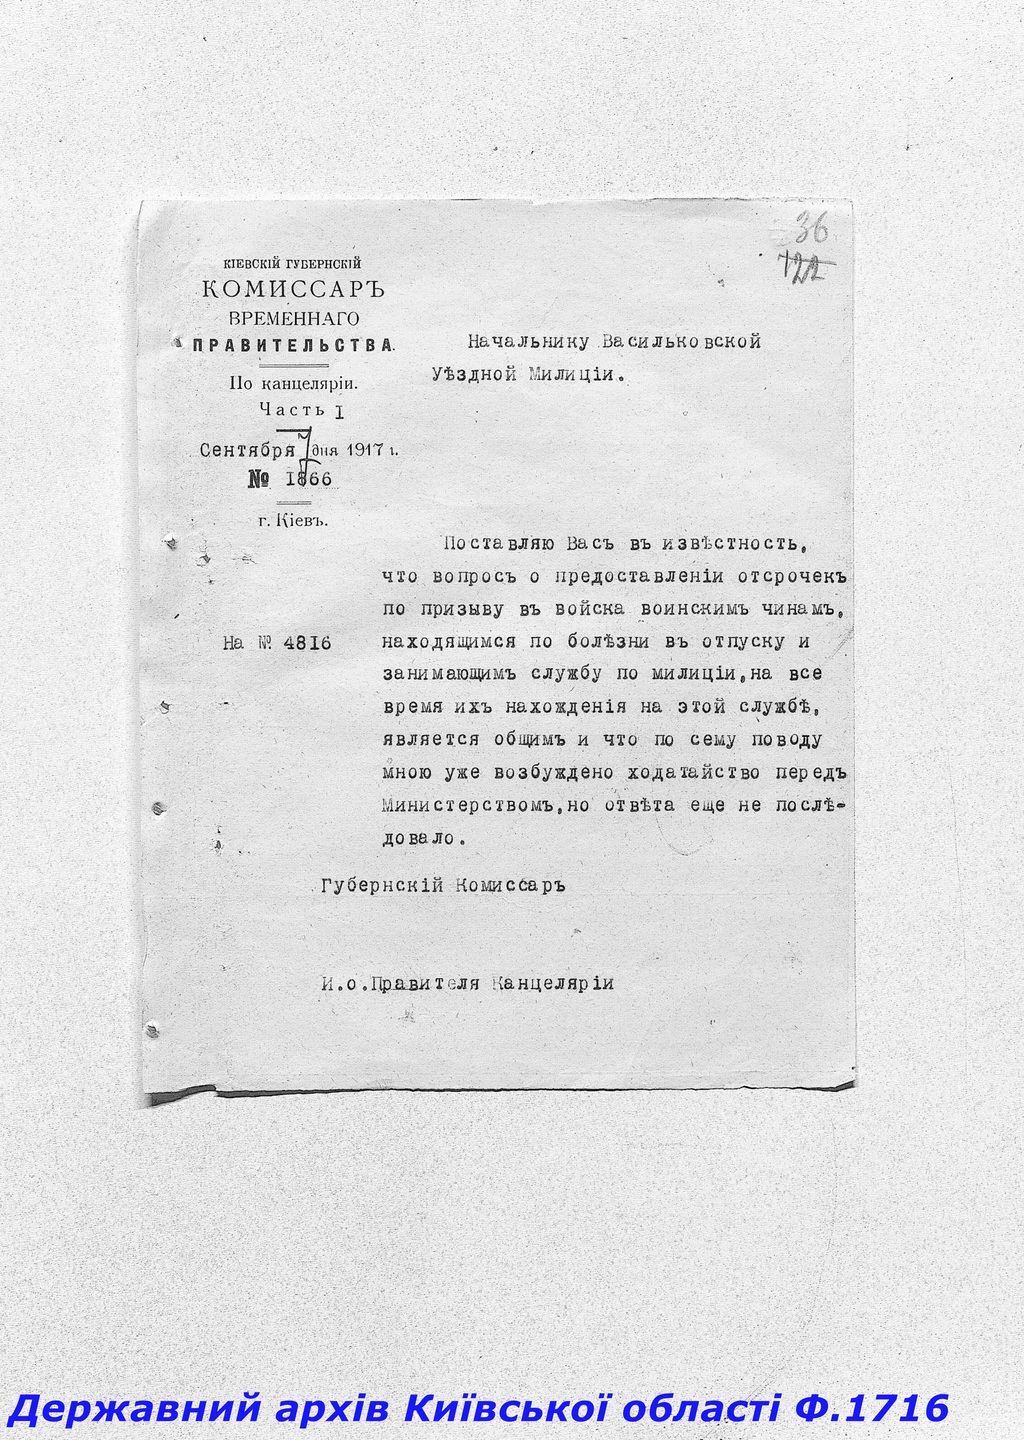 36
122
КІЕВСКІЙ ГУБЕРНСКІЙ
КОМИССАРЪ
ВРЕМЕННАГО
ПРАВИТЕЛЬСТВА.
По канцеляріи.
Часть I
Сентября 7 дня 1917 г.
№ 1866
г. Кіевъ.
На № 4816
Начальнику Васильковской
Уѣздной Милиціи.
Поставляю Васъ въ извѣстность,
что вопросъ о предоставленіи отсрочекъ
по призыву въ войска воинскимъ чинамъ,
находящимся по болѣзни въ отпуску и
занимающимъ службу по милиціи, на все
время ихъ нахожденія на этой службѣ,
является общимъ и что по сему поводу
мною уже возбуждено ходатайство передъ
Министерствомъ, но отвѣта еще не послѣ-
довало.
Губернскій Комиссаръ
И.о. Правителя Канцеляріи
Державний архів Київської області Ф.1716